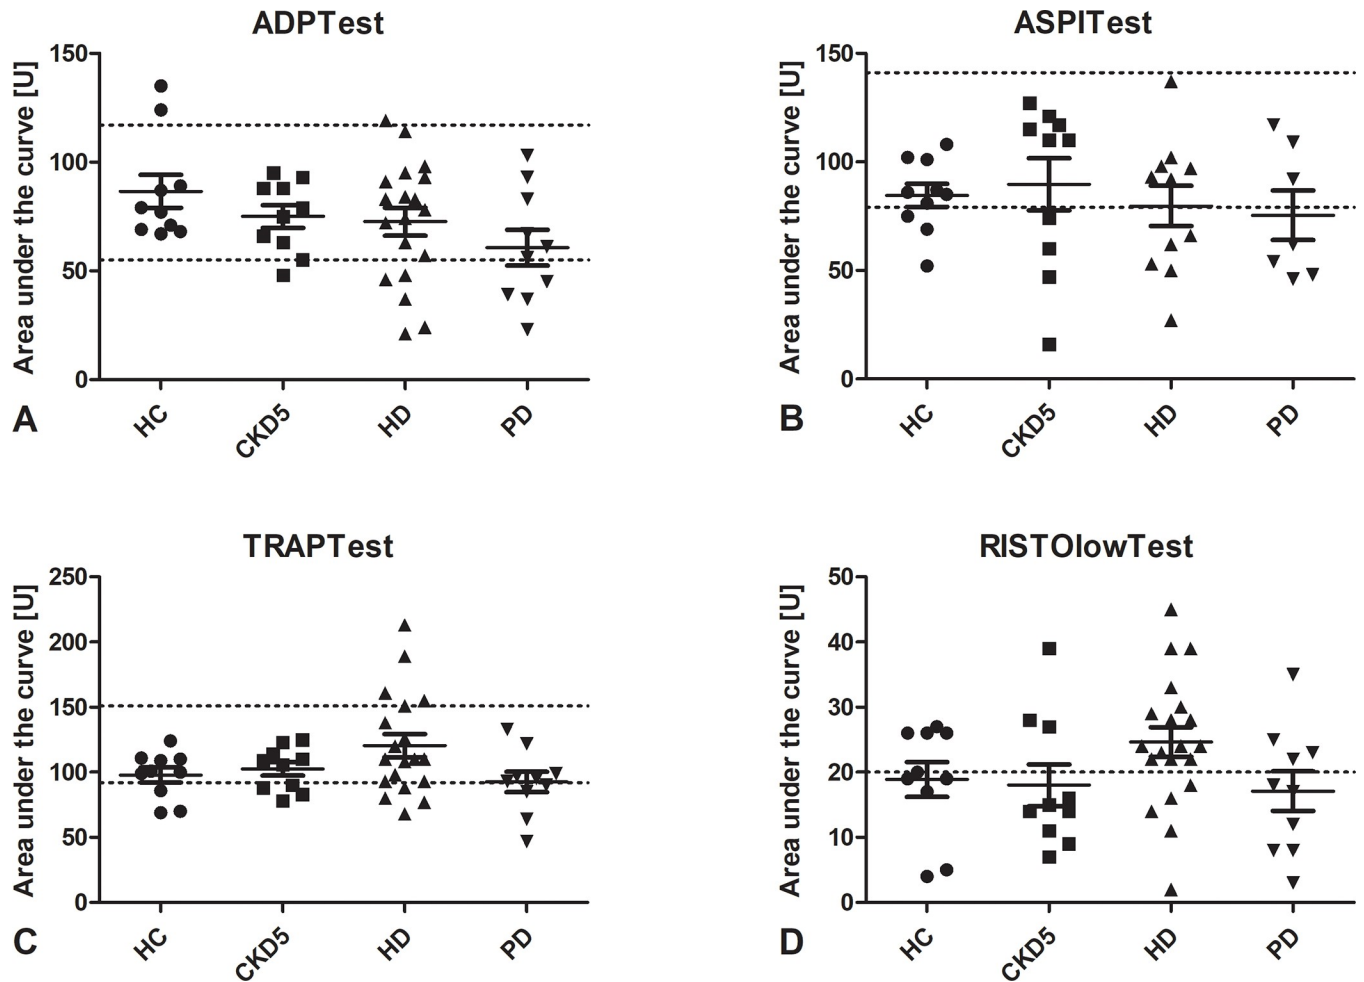 ADPTest
Area under the curve [U]
150
100
50
0
HC
CKD5
HD
PD
A
ASPITest
Area under the curve [U]
150
100
50
0
HC
CKD5
HD
PD
B
TRAPTest
Area under the curve [U]
250
200
150
100
50
0
HC
CKD5
HD
PD
C
RISTOlowTest
Area under the curve [U]
50
40
30
20
10
0
HC
CKD5
HD
PD
D